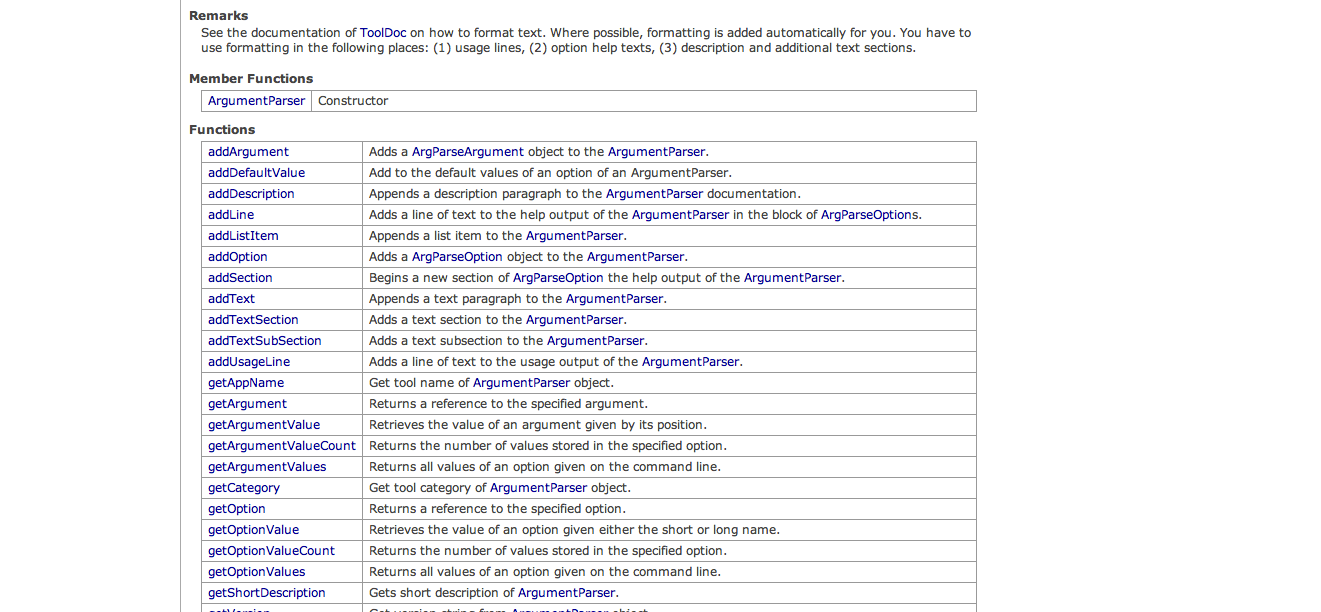 Remarks
See the documentation of ToolDoc on how to format text. Where possible, formatting is added automatically for you. You have to
use formatting in the following places: (1) usage lines, (2) option help texts, (3) description and additional text sections.
Member Functions
ArgumentParser Constructor
Functions
addArgument Adds a ArgParseArgument object to the ArgumentParser.
addDefaultValue Add to the default values of an option of an ArgumentParser.
addDescription Appends a description paragraph to the ArgumentParser documentation.
addLine Adds a line of text to the help output of the ArgumentParser in the block of ArgParseOptions.
addListItem Appends a list item to the ArgumentParser.
addOption Adds a ArgParseOption object to the ArgumentParser.
addSection Begins a new section of ArgParseOption the help output of the ArgumentParser.
addText Appends a text paragraph to the ArgumentParser.
addTextSection Adds a text section to the ArgumentParser.
addTextSubSection Adds a text subsection to the ArgumentParser.
addUsageLine Adds a line of text to the usage output of the ArgumentParser.
getAppName Get tool name of ArgumentParser object.
getArgument Returns a reference to the specified argument.
getArgumentValue Retrieves the value of an argument given by its position.
getArgumentValueCount Returns the number of values stored in the specified option.
getArgumentValues Returns all values of an option given on the command line.
getCategory Get tool category of ArgumentParser object.
getOption Returns a reference to the specified option.
getOptionValue Retrieves the value of an option given either the short or long name.
getOptionValueCount Returns the number of values stored in the specified option.
getOptionValues Returns all values of an option given on the command line.
getShortDescription Gets short description of ArgumentParser.
getVersion Get version string from ArgumentParser object.